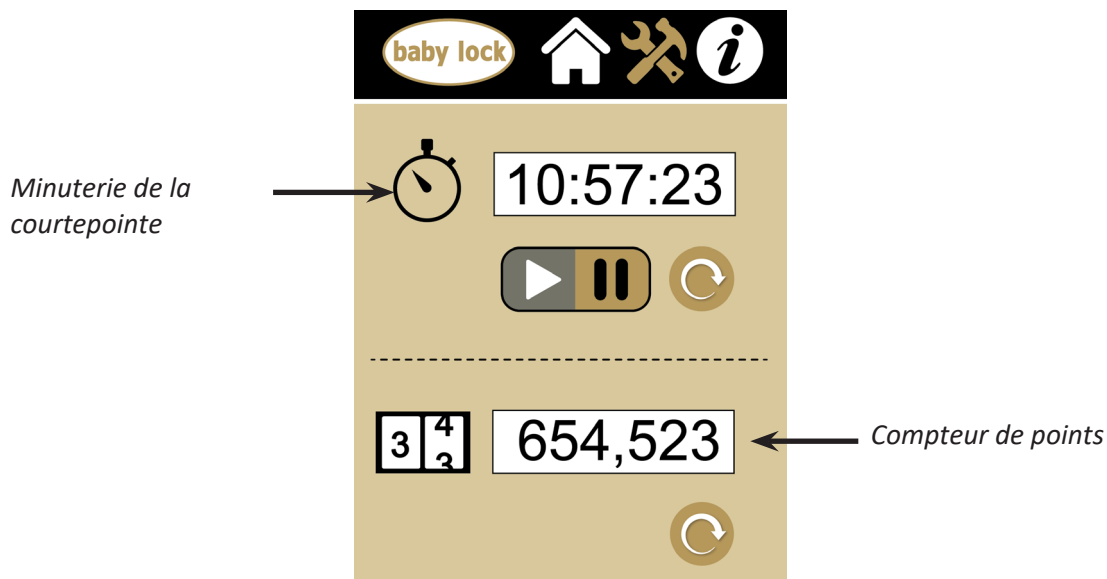 baby lock
i
Minuterie de la
courtepointe
10:57:23
3 4
3
654,523
Compteur de points